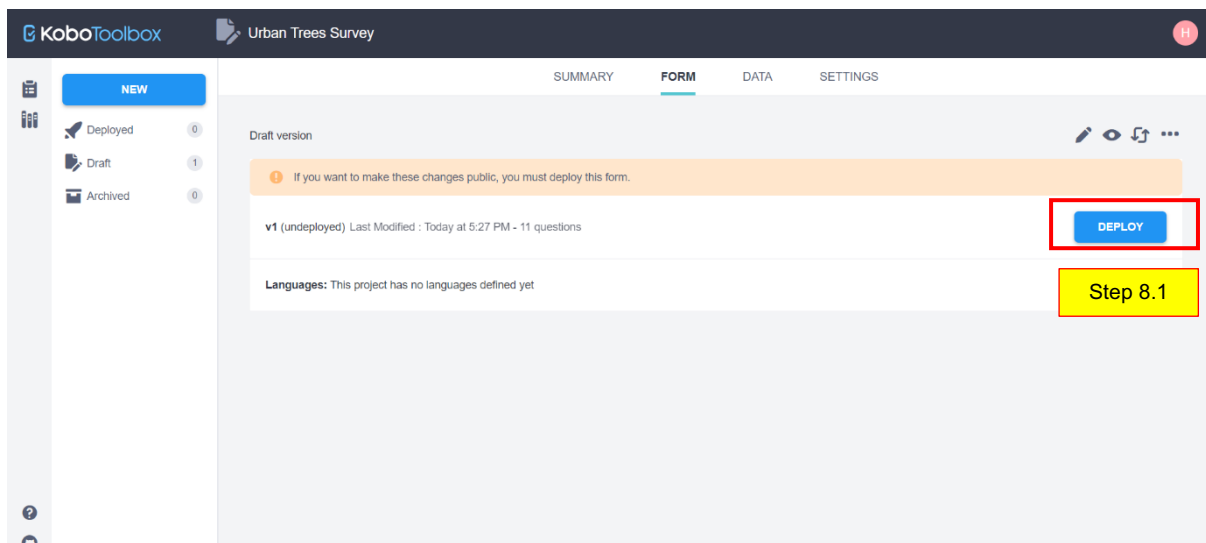 KoboToolbox
Urban Trees Survey
H
SUMMARY FORM DATA SETTINGS
NEW
Deployed 0
Draft 1
Archived 0
Draft version
If you want to make these changes public, you must deploy this form.
v1 (undeployed) Last Modified : Today at 5:27 PM - 11 questions
DEPLOY
Languages: This project has no languages defined yet
Step 8.1